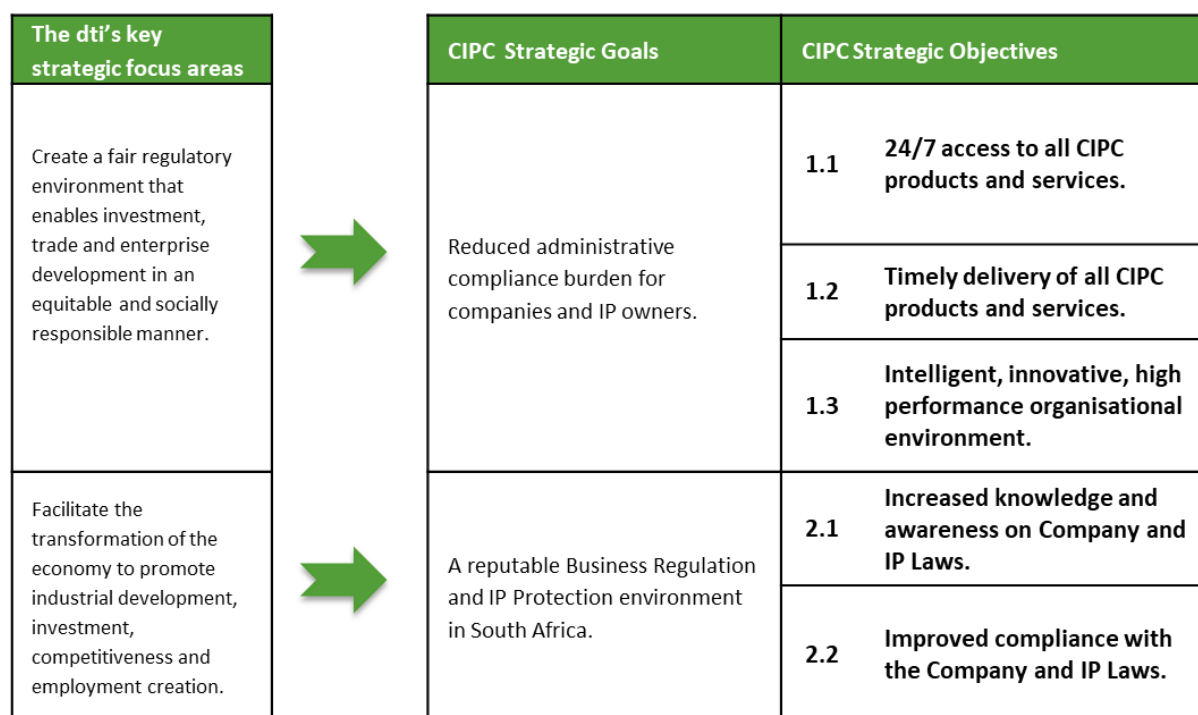 The dti's key
strategic focus areas
CIPC Strategic Goals
CIPC Strategic Objectives
Create a fair regulatory
environment that
enables investment,
trade and enterprise
development in an
equitable and socially
responsible manner.
Reduced administrative
compliance burden for
companies and IP owners.
1.1
24/7 access to all CIPC
products and services.
1.2
Timely delivery of all CIPC
products and services.
1.3
Intelligent, innovative, high
performance organisational
environment.
Facilitate the
transformation of the
economy to promote
industrial development,
investment,
competitiveness and
employment creation.
A reputable Business Regulation
and IP Protection environment
in South Africa.
2.1
Increased knowledge and
awareness on Company and
IP Laws.
2.2
Improved compliance with
the Company and IP Laws.